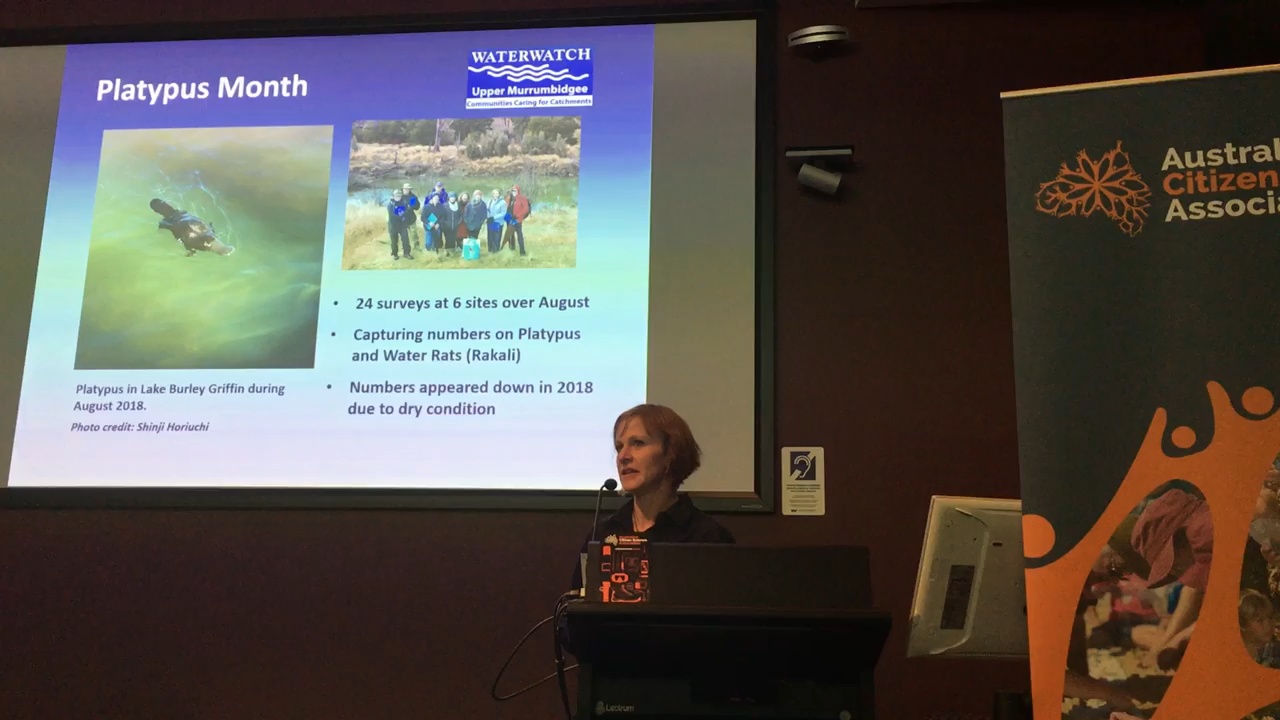 Platypus Month
WATERWATCH
Upper Murrumbidgee
Communities Caring for Catchments
• 24 surveys at 6 sites over August
• Capturing numbers on Platypus
and Water Rats (Rakali)
• Numbers appeared down in 2018
due to dry condition
Platypus in Lake Burley Griffin during
August 2018.
Photo credit: Shinji Horiuchi
Austral
Citizen
Associ
Lectrum